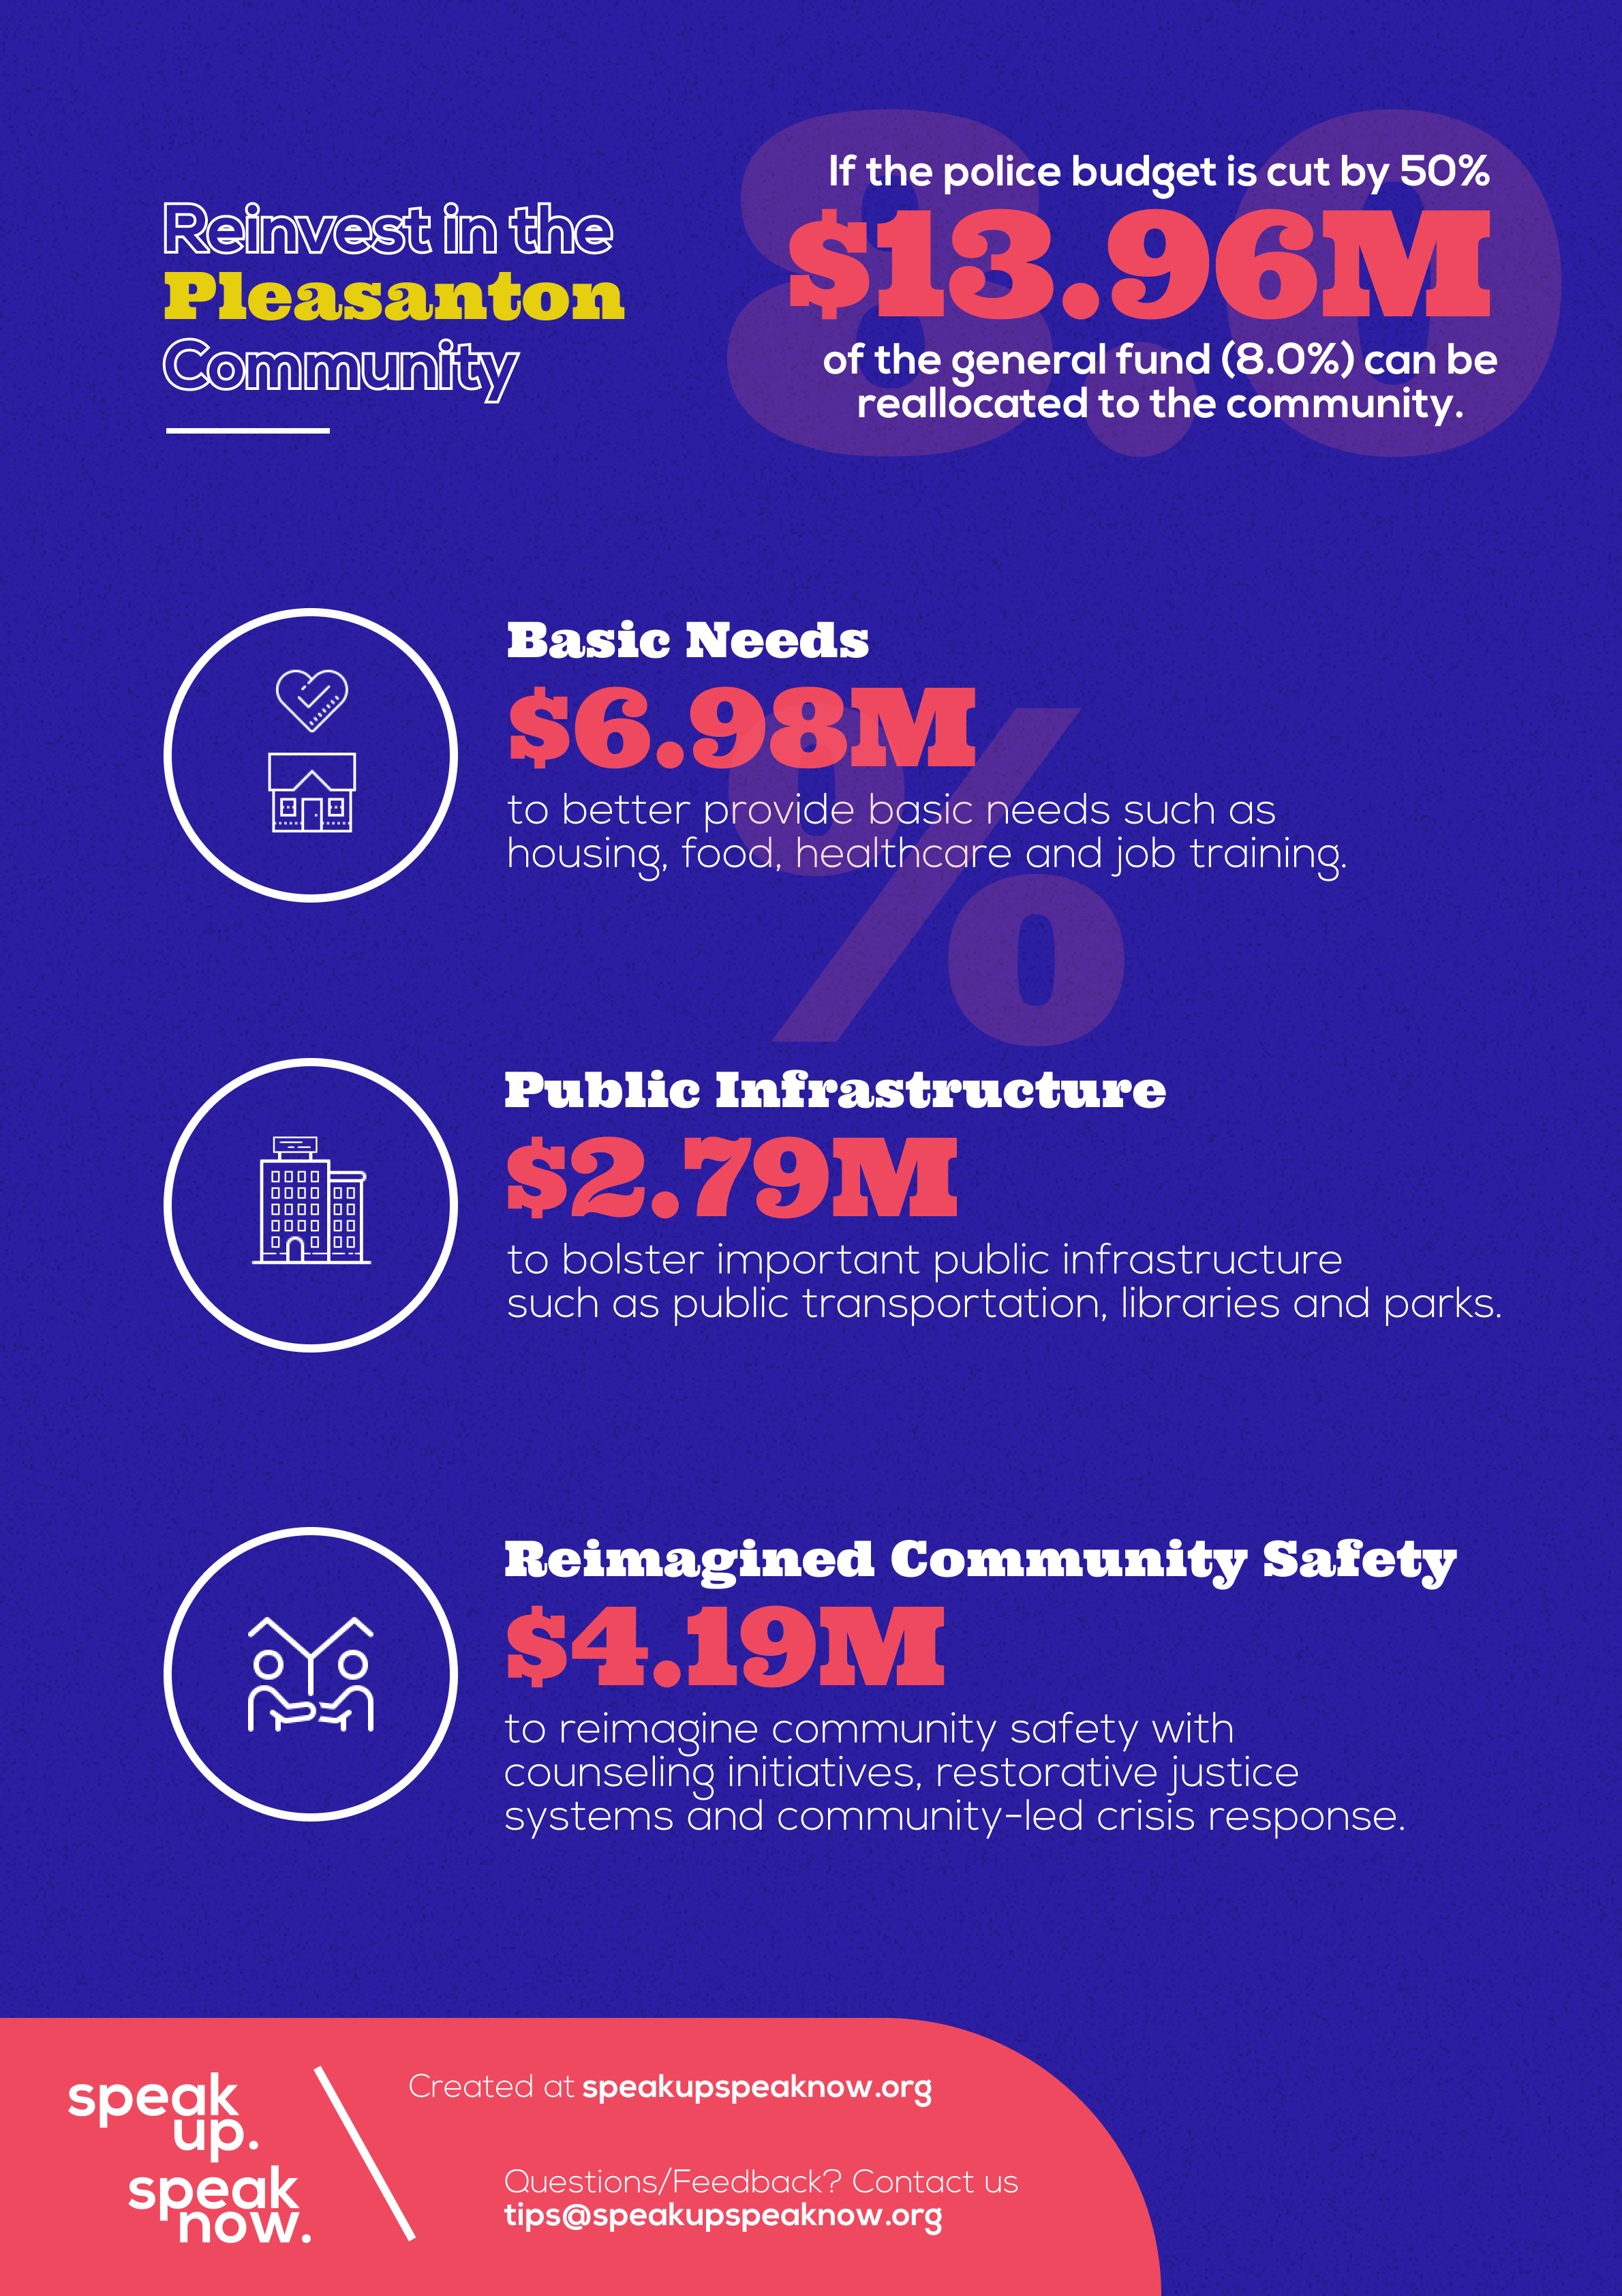 Reinvest in the
Pleasanton
Community
8.0
If the police budget is cut by 50%
$13.96M
of the general fund (8.0%) can be
reallocated to the community.
%
Basic Needs
$6.98M
to better provide basic needs such as
housing, food, healthcare and job training.
Public Infrastructure
$2.79M
to bolster important public infrastructure
such as public transportation, libraries and parks.
Reimagined Community Safety
$4.19M
to reimagine community safety with
counseling initiatives, restorative justice
systems and community-led crisis response.
speak
up.
speak
now.
Created at speakupspeaknow.org
Questions/Feedback? Contact us
tips@speakupspeaknow.org